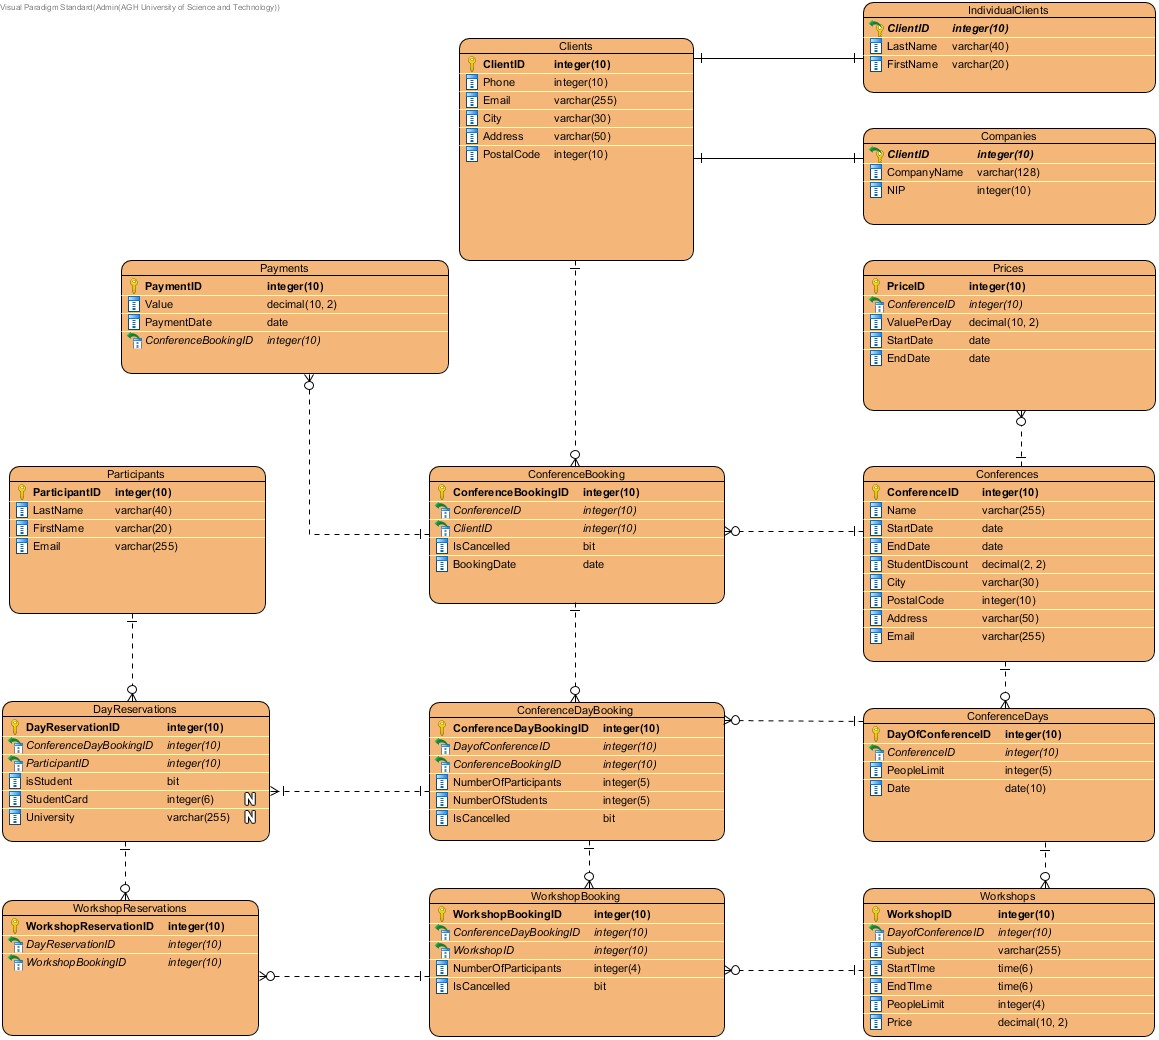 Visual Paradigm Standard(Admin(AGH University of Science and Technology))
IndividualClients
ClientID integer(10)
LastName varchar(40)
FirstName varchar(20)
Clients
ClientID integer(10)
Phone integer(10)
Email varchar(255)
City varchar(30)
Address varchar(50)
PostalCode integer(10)
Companies
ClientID integer(10)
CompanyName varchar(128)
NIP integer(10)
Payments
PaymentID integer(10)
Value decimal(10, 2)
PaymentDate date
ConferenceBookingID integer(10)
Prices
PriceID integer(10)
ConferenceID integer(10)
ValuePerDay decimal(10, 2)
StartDate date
EndDate date
Participants
ParticipantID integer(10)
LastName varchar(40)
FirstName varchar(20)
Email varchar(255)
ConferenceBooking
ConferenceBookingID integer(10)
ConferenceID integer(10)
ClientID integer(10)
IsCancelled bit
BookingDate date
Conferences
ConferenceID integer(10)
Name varchar(255)
StartDate date
EndDate date
StudentDiscount decimal(2, 2)
City varchar(30)
PostalCode integer(10)
Address varchar(50)
Email varchar(255)
DayReservations
DayReservationID integer(10)
ConferenceDayBookingID integer(10)
ParticipantID integer(10)
isStudent bit
StudentCard integer(6) N
University varchar(255) N
ConferenceDayBooking
ConferenceDayBookingID integer(10)
DayofConferenceID integer(10)
ConferenceBookingID integer(10)
NumberOfParticipants integer(5)
NumberOfStudents integer(5)
IsCancelled bit
ConferenceDays
DayOfConferenceID integer(10)
ConferenceID integer(10)
PeopleLimit integer(5)
Date date(10)
WorkshopReservations
WorkshopReservationID integer(10)
DayReservationID integer(10)
WorkshopBookingID integer(10)
WorkshopBooking
WorkshopBookingID integer(10)
ConferenceDayBookingID integer(10)
WorkshopID integer(10)
NumberOfParticipants integer(4)
IsCancelled bit
Workshops
WorkshopID integer(10)
DayofConferenceID integer(10)
Subject varchar(255)
StartTIme time(6)
EndTIme time(6)
PeopleLimit integer(4)
Price decimal(10, 2)